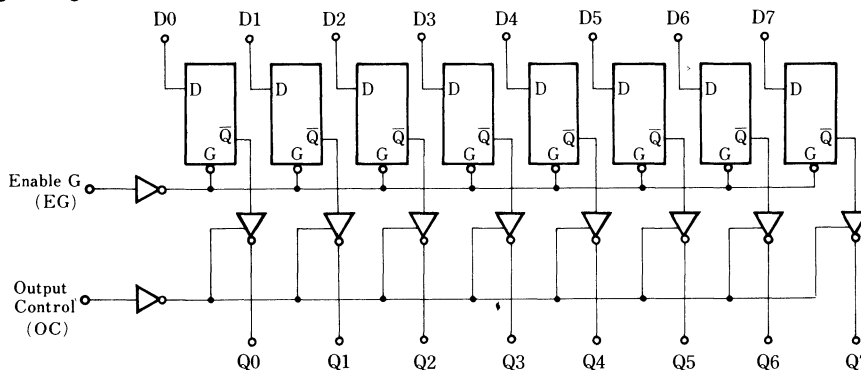 D0 D1 D2 D3 D4 D5 D6 D7
D D D D D D D D
Q̅ Q̅ Q̅ Q̅ Q̅ Q̅ Q̅ Q̅
G G G G G G G G
Enable G
(EG)
Output
Control
(OC)
Q0 Q1 Q2 Q3 Q4 Q5 Q6